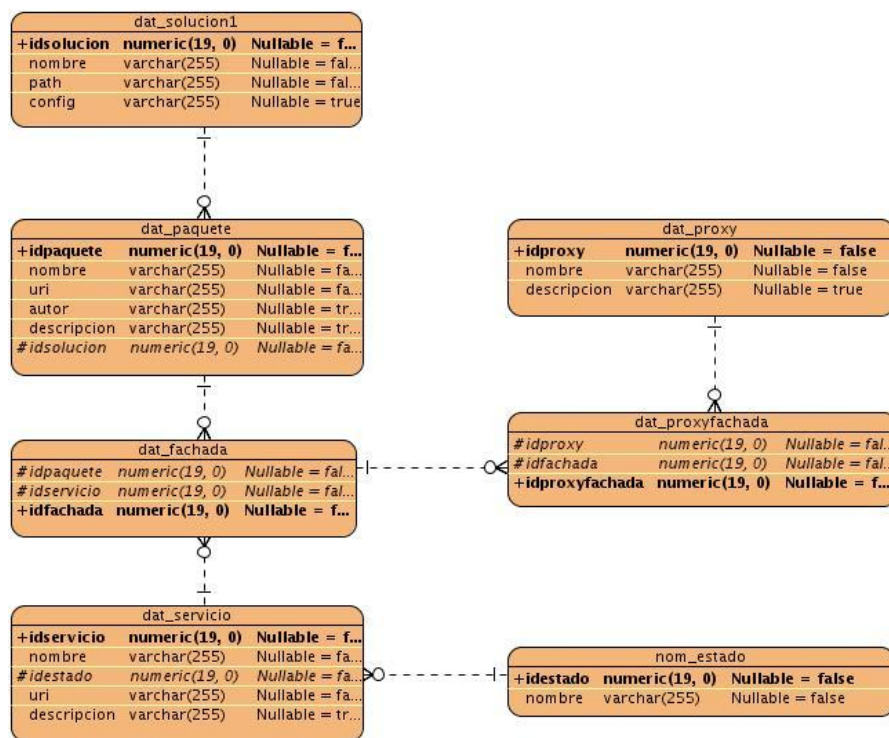 dat_solucion1
+idsolucion numeric(19, 0) Nullable = f...
nombre varchar(255) Nullable = fal...
path varchar(255) Nullable = fal...
config varchar(255) Nullable = true
dat_paquete
+idpaquete numeric(19, 0) Nullable = f...
nombre varchar(255) Nullable = fa...
uri varchar(255) Nullable = fa...
autor varchar(255) Nullable = tr...
descripcion varchar(255) Nullable = tr...
#idsolucion numeric(19, 0) Nullable = fa...
dat_proxy
+idproxy numeric(19, 0) Nullable = false
nombre varchar(255) Nullable = false
descripcion varchar(255) Nullable = true
dat_fachada
#idpaquete numeric(19, 0) Nullable = fal...
#idservicio numeric(19, 0) Nullable = fal...
+idfachada numeric(19, 0) Nullable = f...
dat_proxyfachada
#idproxy numeric(19, 0) Nullable = fal...
#idfachada numeric(19, 0) Nullable = fal...
+idproxyfachada numeric(19, 0) Nullable = f...
dat_servicio
+idservicio numeric(19, 0) Nullable = f...
nombre varchar(255) Nullable = fa...
#idestado numeric(19, 0) Nullable = fa...
uri varchar(255) Nullable = fa...
descripcion varchar(255) Nullable = tr...
nom_estado
+idestado numeric(19, 0) Nullable = false
nombre varchar(255) Nullable = false